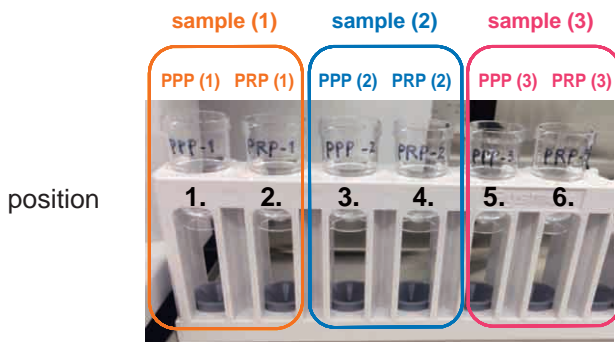 sample (1) sample (2) sample (3)
PPP (1) PRP (1) PPP (2) PRP (2) PPP (3) PRP (3)
PPP-1 PRP-1 PPP-2 PRP-2 PPP-3
position 1. 2. 3. 4. 5. 6.